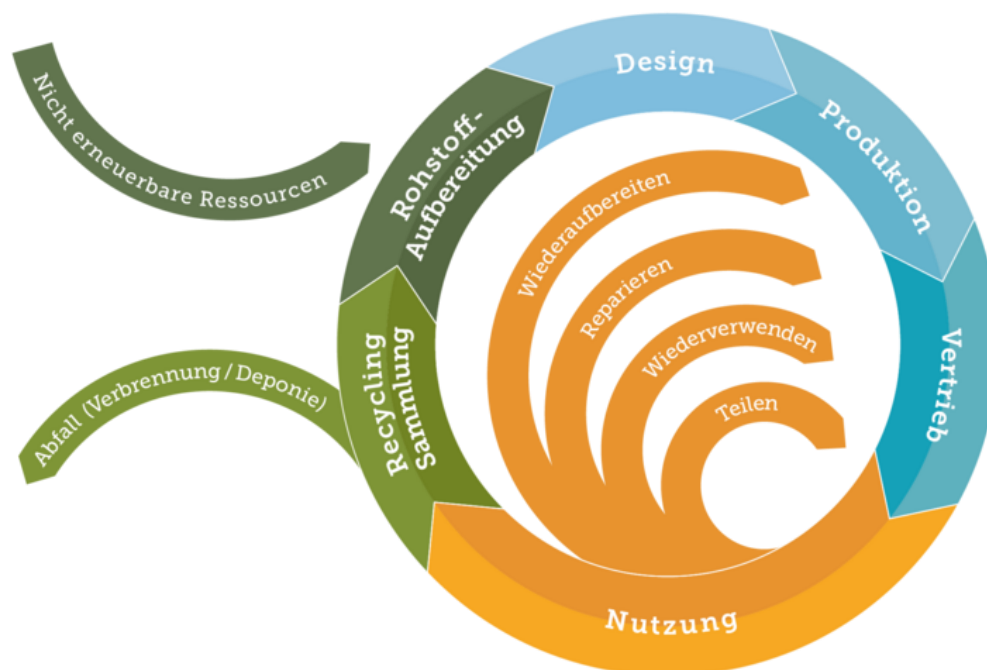 Nicht erneuerbare Ressourcen
Rohstoff-
Aufbereitung
Design
Produktion
Vertrieb
Nutzung
Recycling
Sammlung
Abfall (Verbrennung / Deponie)
Wiederaufbereiten
Reparieren
Wiederverwenden
Teilen